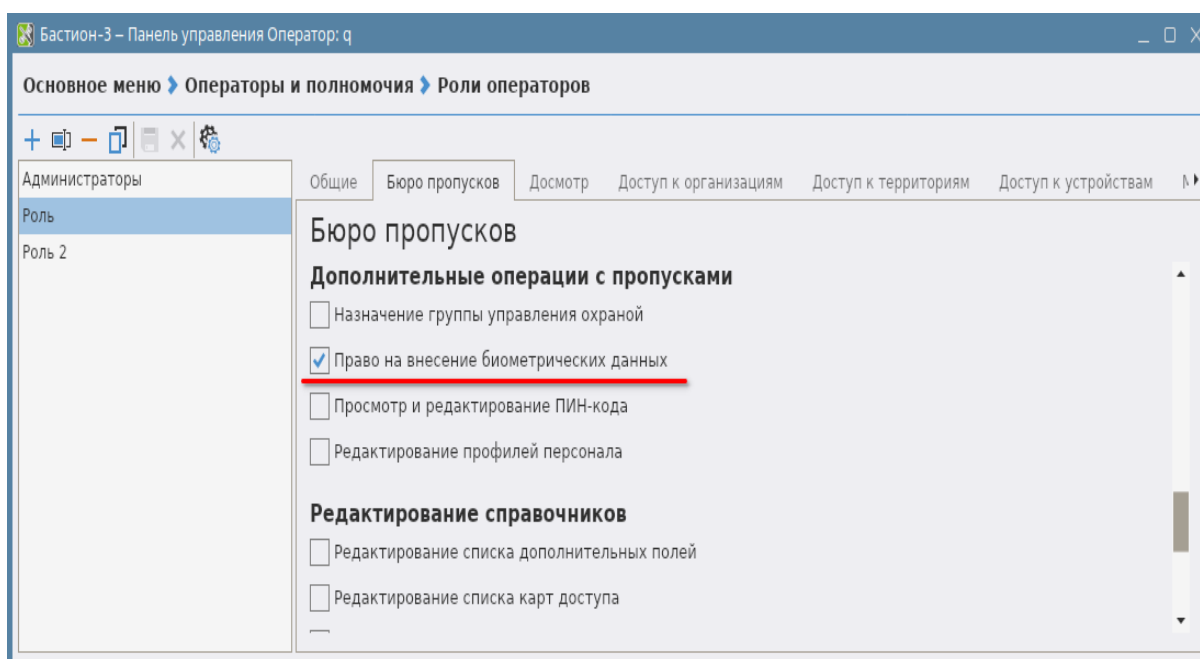 Бастион-3 – Панель управления Оператор: q
Основное меню Операторы и полномочия Роли операторов
Администраторы
Роль
Роль 2
Общие Бюро пропусков Досмотр Доступ к организациям Доступ к территориям Доступ к устройствам
Бюро пропусков
Дополнительные операции с пропусками
Назначение группы управления охраной
Право на внесение биометрических данных
Просмотр и редактирование ПИН-кода
Редактирование профилей персонала
Редактирование справочников
Редактирование списка дополнительных полей
Редактирование списка карт доступа